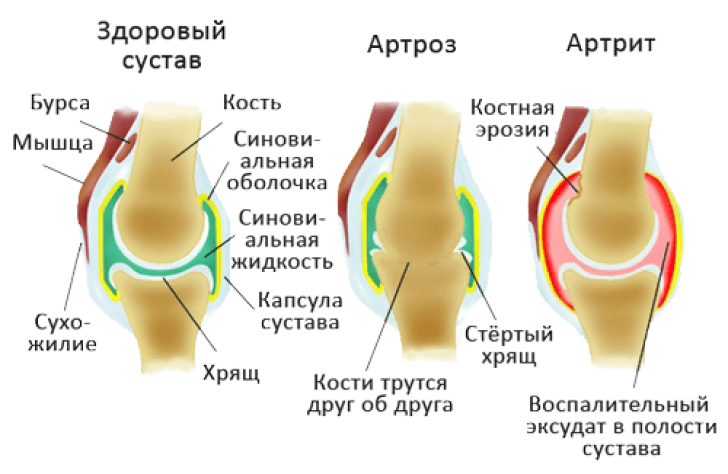 Здоровый
сустав
Артроз
Артрит
Бурса
Мышца
Кость
Синови-
альная
оболочка
Синови-
альная
жидкость
Капсула
сустава
Сухо-
жилие
Хрящ
Стёртый
хрящ
Кости трутся
друг об друга
Костная
эрозия
Воспалительный
эксудат в полости
сустава